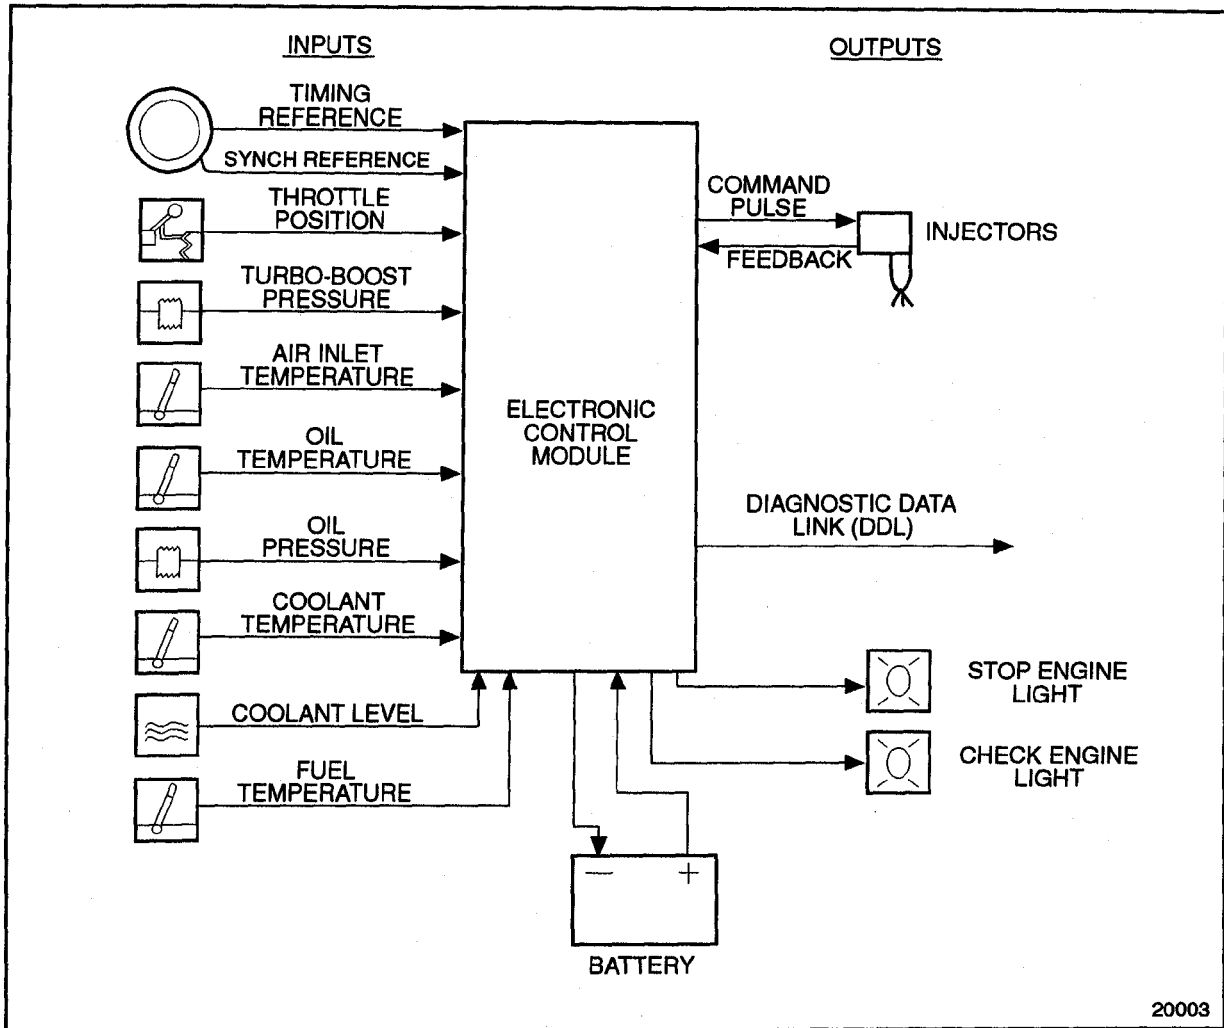 INPUTS
OUTPUTS
TIMING
REFERENCE
SYNCH REFERENCE
THROTTLE
POSITION
TURBO-BOOST
PRESSURE
AIR INLET
TEMPERATURE
OIL
TEMPERATURE
OIL
PRESSURE
COOLANT
TEMPERATURE
COOLANT LEVEL
FUEL
TEMPERATURE
ELECTRONIC
CONTROL
MODULE
COMMAND
PULSE
FEEDBACK
INJECTORS
DIAGNOSTIC DATA
LINK (DDL)
STOP ENGINE
LIGHT
CHECK ENGINE
LIGHT
— +
BATTERY
20003